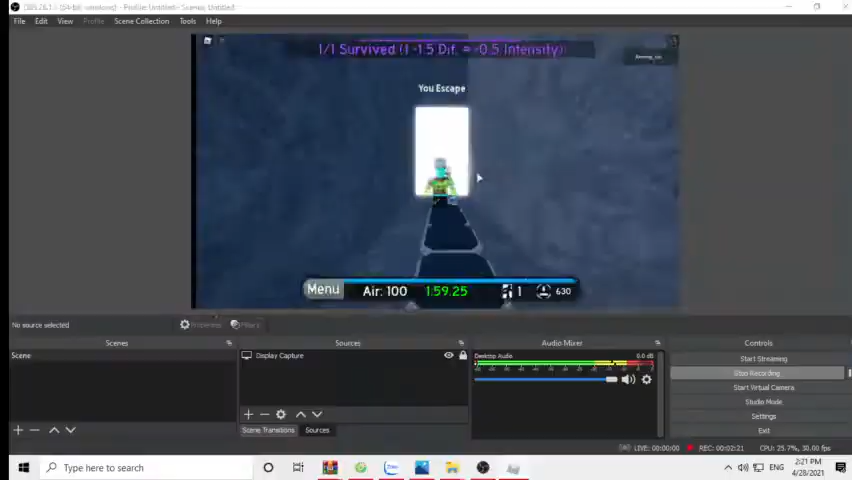 File Edit View Profile Scene Collection Tools Help
1/1 Survived (1 -1.5 Dif. = -0.5 Intensity)
You Escape
Menu Air: 100 1:59.25 1 630
No source selected
Properties Filters
Scenes
Sources
Audio Mixer
Controls
Scene
Display Capture
Desktop Audio 0.0 dB
Start Streaming
Stop Recording
Start Virtual Camera
Studio Mode
Settings
Exit
Scene Transitions Sources
LIVE: 00:00:00 REC: 00:02:21 CPU: 25.7%, 30.00 fps
Type here to search
ENG
2:21 PM
4/28/2021